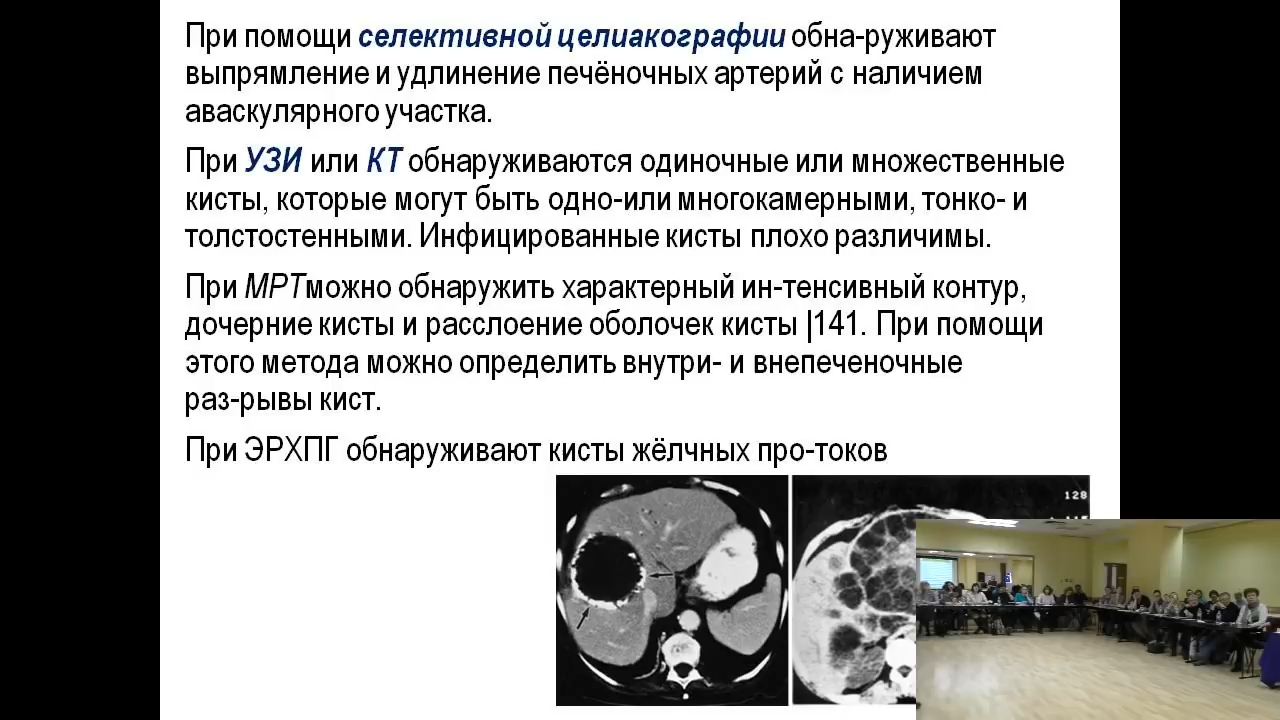 При помощи селективной целиакографии обна-руживают
выпрямление и удлинение печёночных артерий с наличием
аваскулярного участка.
При УЗИ или КТ обнаруживаются одиночные или множественные
кисты, которые могут быть одно-или многокамерными, тонко- и
толстостенными. Инфицированные кисты плохо различимы.
При МРТможно обнаружить характерный ин-тенсивный контур,
дочерние кисты и расслоение оболочек кисты |141. При помощи
этого метода можно определить внутри- и внепеченочные
раз-рывы кист.
При ЭРХПГ обнаруживают кисты жёлчных про-токов
128